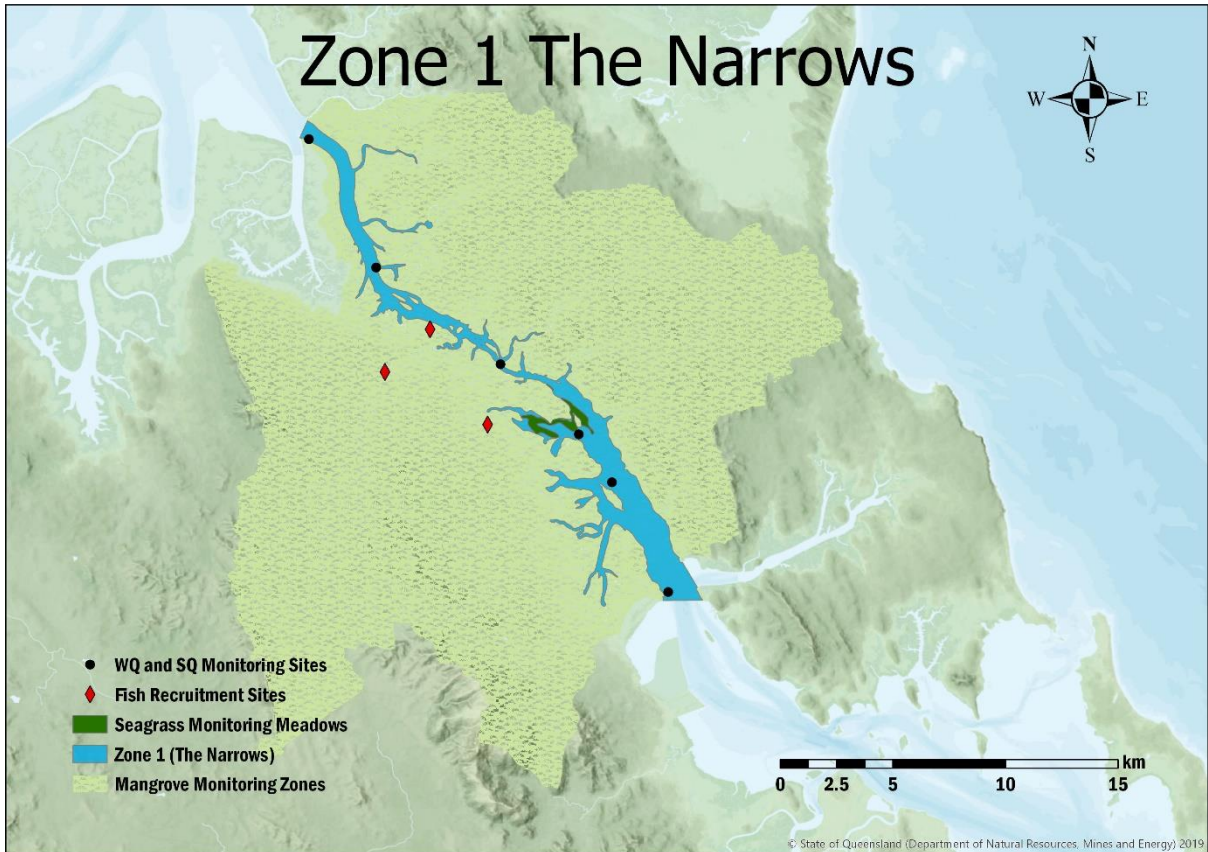 Zone 1 The Narrows
N
W E
S
WQ and SQ Monitoring Sites
Fish Recruitment Sites
Seagrass Monitoring Meadows
Zone 1 (The Narrows)
Mangrove Monitoring Zones
km
0 2.5 5 10 15
© State of Queensland (Department of Natural Resources, Mines and Energy) 2019